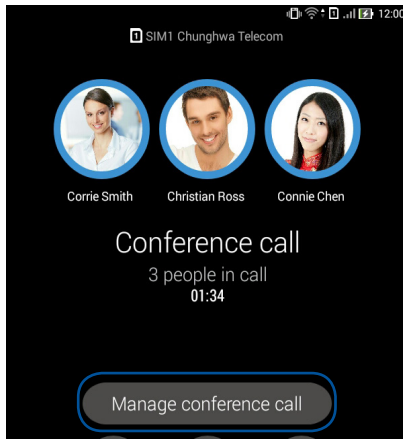 1 12:00
1 SIM1 Chunghwa Telecom
Corrie Smith Christian Ross Connie Chen
Conference call
3 people in call
01:34
Manage conference call